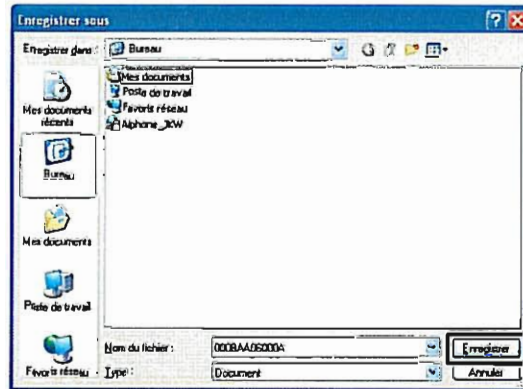 Enregistrer sous
Enregistrer dans :
Bureau
Mes documents récents
Bureau
Mes documents
Poste de travail
Favoris réseau
Mes documents
Poste de travail
Favoris réseau
Aiphone_JKW
Nom du fichier :
000BAA06000A
Enregistrer
Type :
Document
Annuler